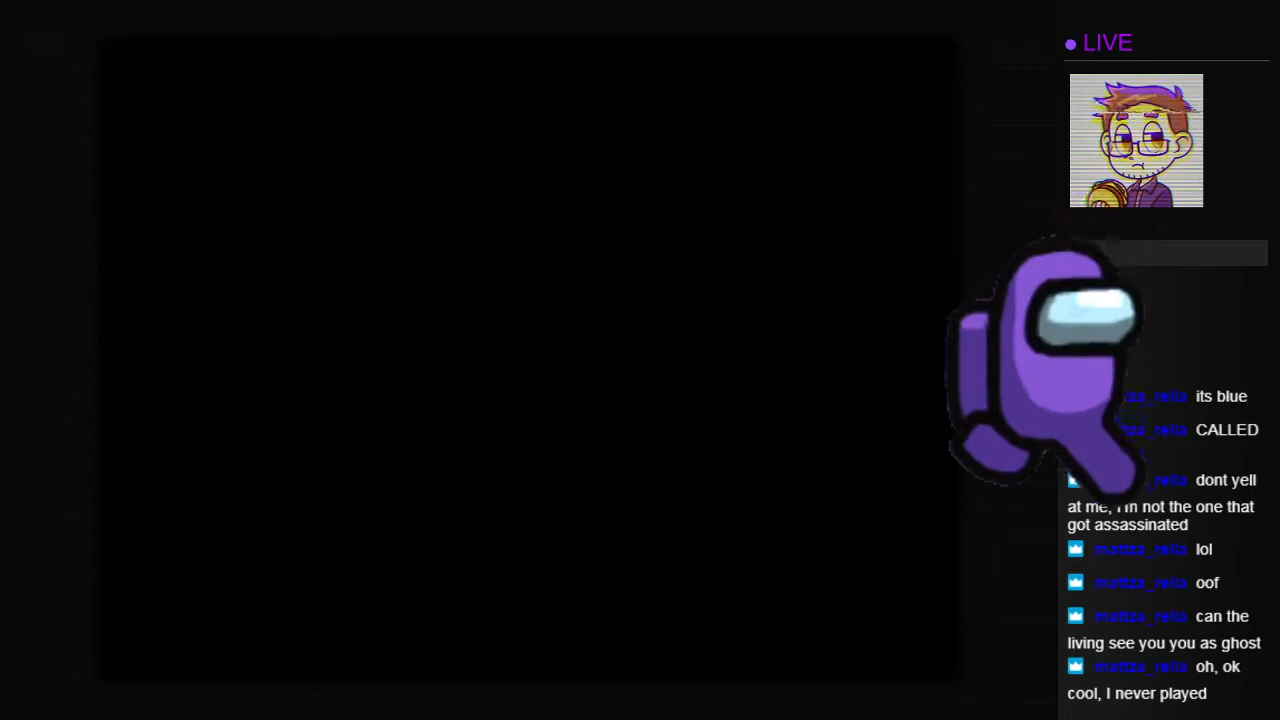 LIVE
its blue
CALLED
dont yell
at me, I'm not the one that
got assassinated
mattza_rella lol
mattza_rella oof
mattza_rella can the
living see you you as ghost
mattza_rella oh, ok
cool, I never played